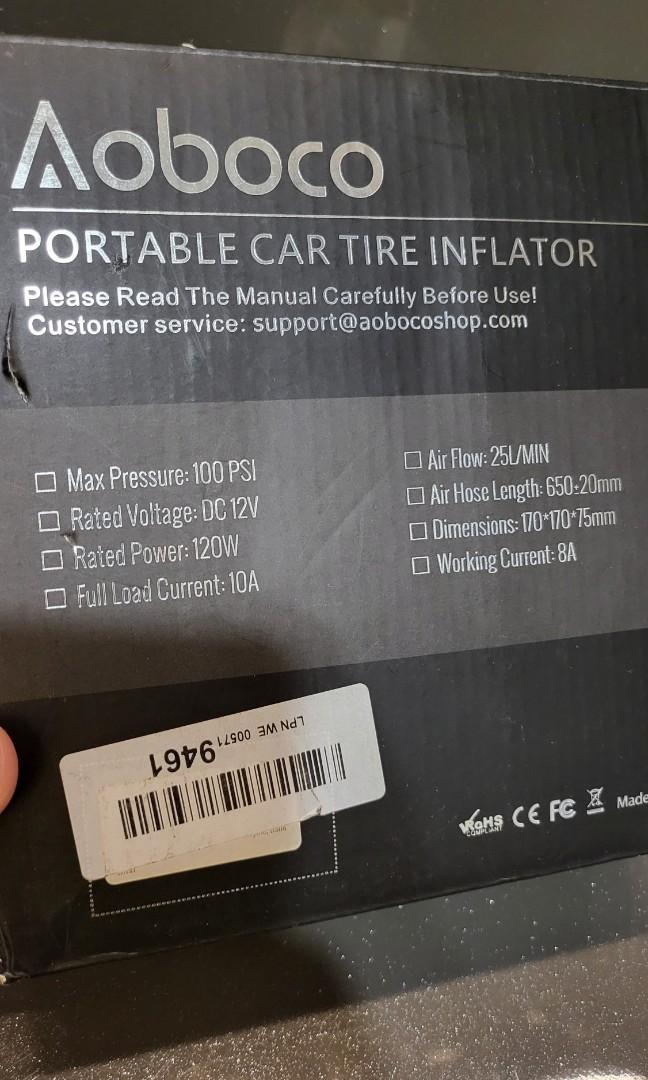 Aoboco
PORTABLE CAR TIRE INFLATOR
Please Read The Manual Carefully Before Use!
Customer service: support@aobocoshop.com
Max Pressure: 100 PSI
Rated Voltage: DC 12V
Rated Power: 120W
Full Load Current: 10A
Air Flow: 25L/MIN
Air Hose Length: 650±20mm
Dimensions: 170*170*75mm
Working Current: 8A
LPN WE 005719461
RoHS
COMPLIANT
CE FC
Made